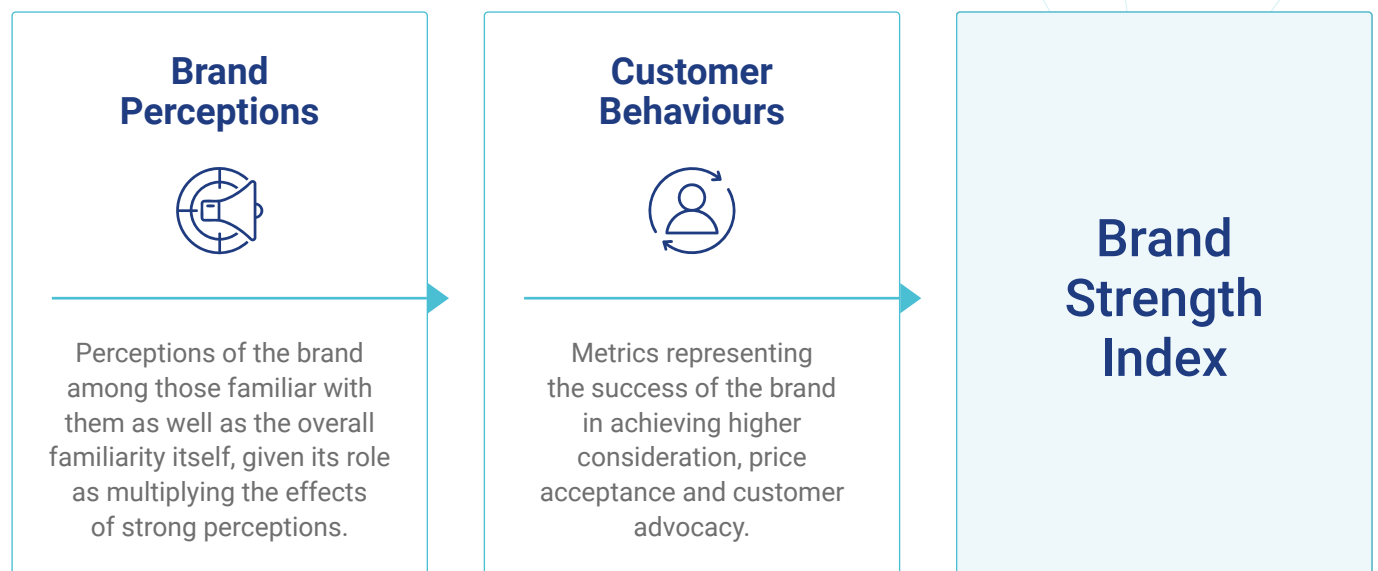 Brand
Perceptions
Perceptions of the brand
among those familiar with
them as well as the overall
familiarity itself, given its role
as multiplying the effects
of strong perceptions.
Customer
Behaviours
Metrics representing
the success of the brand
in achieving higher
consideration, price
acceptance and customer
advocacy.
Brand
Strength
Index